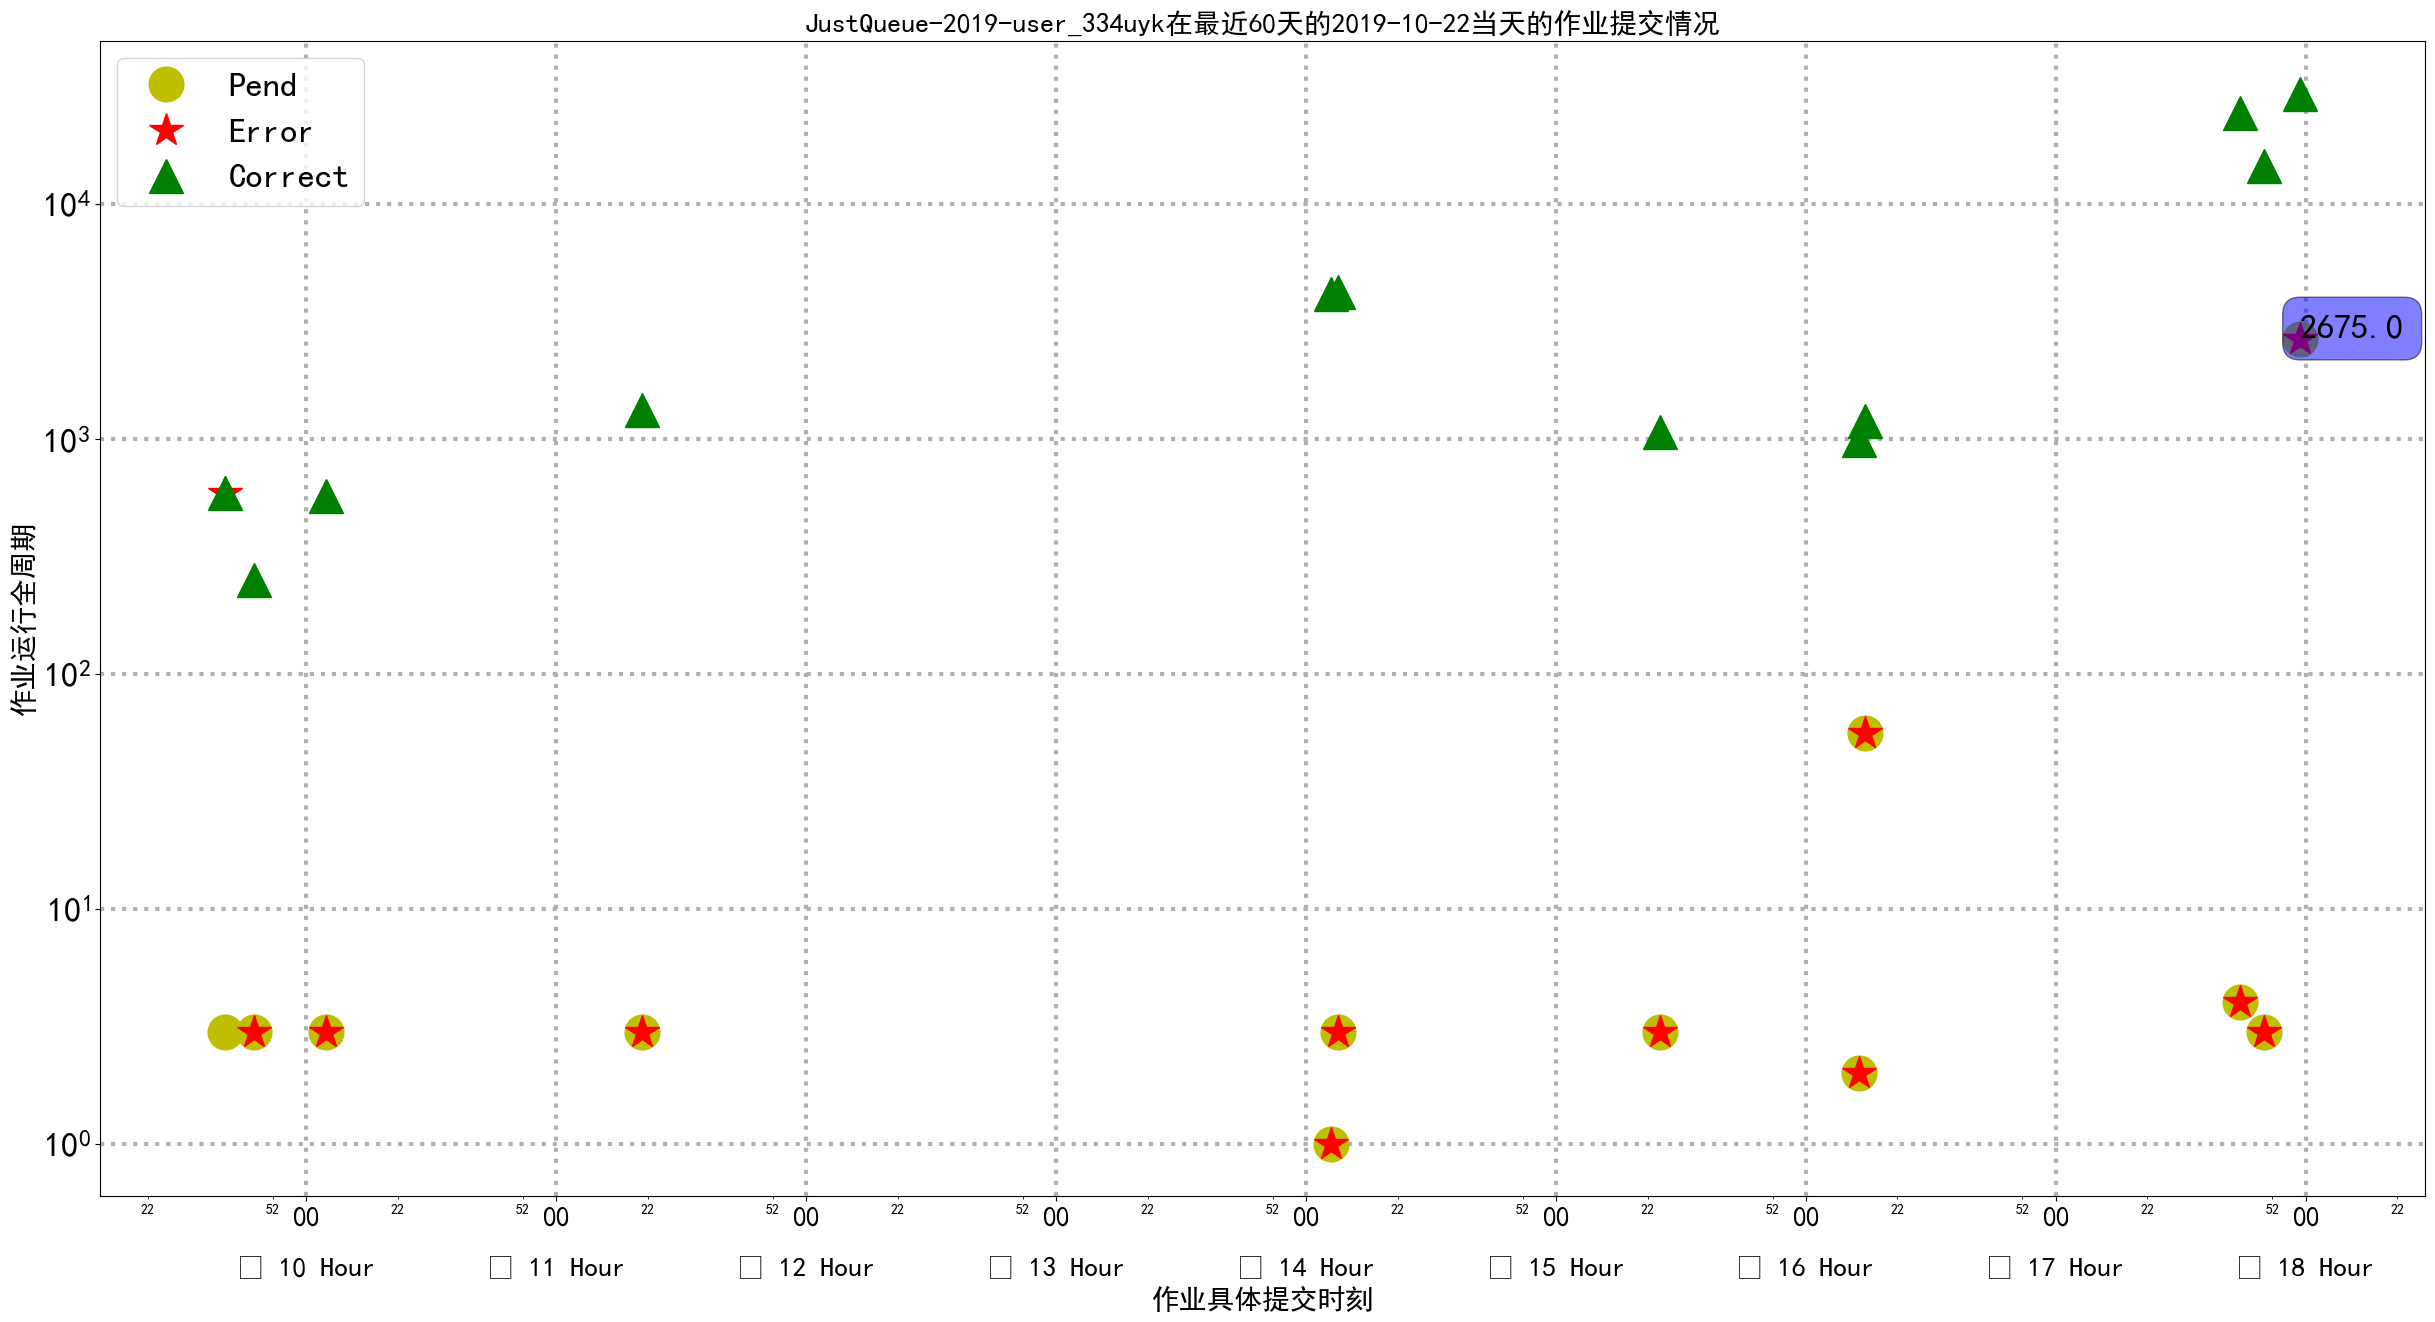 JustQueue-2019-user_334uyk在最近60天的2019-10-22当天的作业提交情况
Pend
Error
Correct
10^4
10^3
10^2
10^1
10^0
作业运行全周期
2675.0
22 52 00 22 52 00 22 52 00 22 52 00 22 52 00 22 52 00 22 52 00 22 52 00 22 52 00 22
□ 10 Hour □ 11 Hour □ 12 Hour □ 13 Hour □ 14 Hour □ 15 Hour □ 16 Hour □ 17 Hour □ 18 Hour
作业具体提交时刻